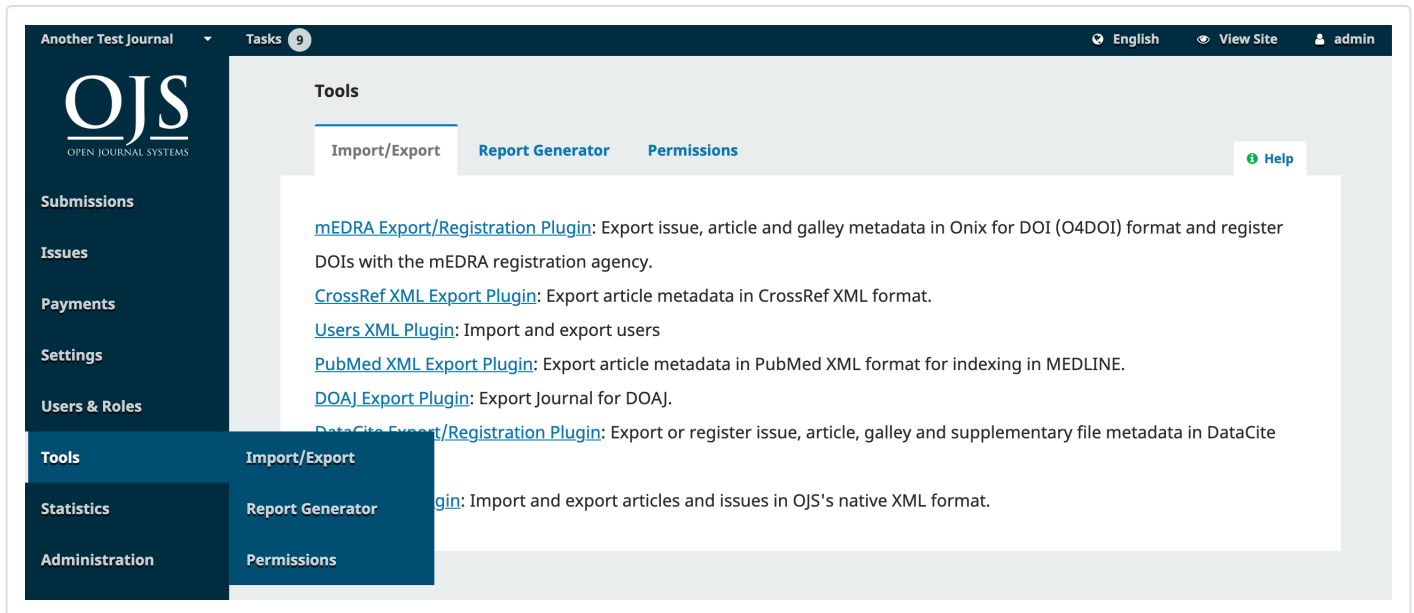 Another Test Journal
Tasks 9
English
View Site
admin
OJS
OPEN JOURNAL SYSTEMS
Submissions
Issues
Payments
Settings
Users & Roles
Tools
Statistics
Administration
Import/Export
Report Generator
Permissions
Tools
Import/Export
Report Generator
Permissions
Help
mEDRA Export/Registration Plugin: Export issue, article and galley metadata in Onix for DOI (O4DOI) format and register
DOIs with the mEDRA registration agency.
CrossRef XML Export Plugin: Export article metadata in CrossRef XML format.
Users XML Plugin: Import and export users
PubMed XML Export Plugin: Export article metadata in PubMed XML format for indexing in MEDLINE.
DOAJ Export Plugin: Export Journal for DOAJ.
DataCite Export/Registration Plugin: Export or register issue, article, galley and supplementary file metadata in DataCite
gin: Import and export articles and issues in OJS's native XML format.